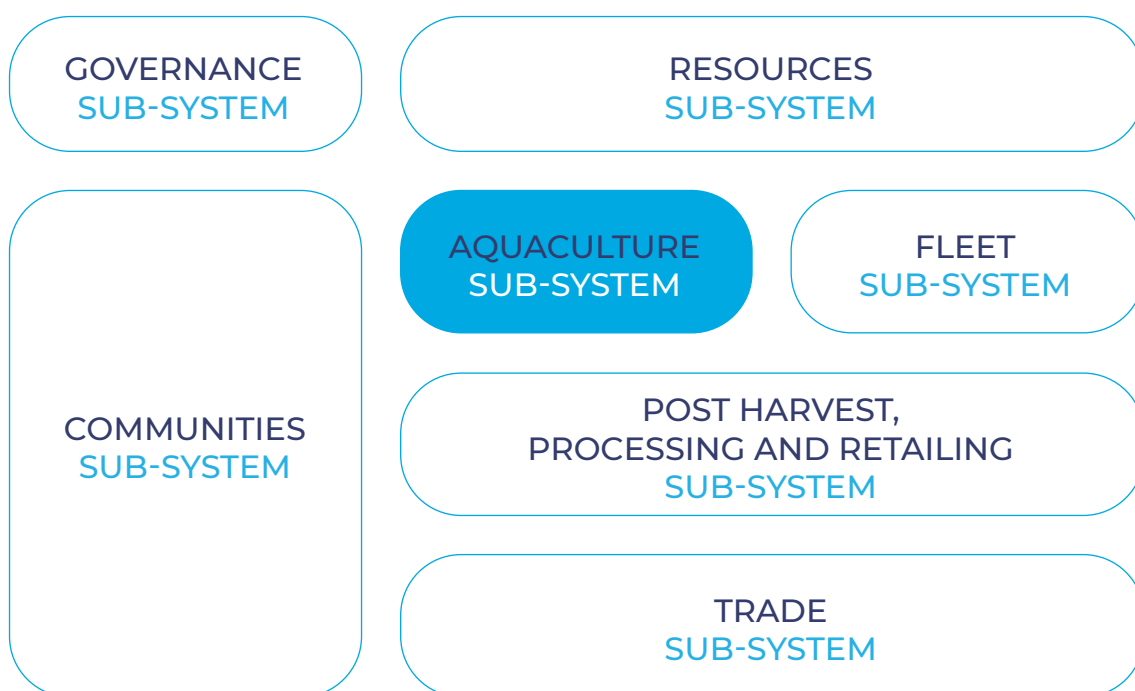 GOVERNANCE
SUB-SYSTEM
RESOURCES
SUB-SYSTEM
AQUACULTURE
SUB-SYSTEM
FLEET
SUB-SYSTEM
COMMUNITIES
SUB-SYSTEM
POST HARVEST,
PROCESSING AND RETAILING
SUB-SYSTEM
TRADE
SUB-SYSTEM